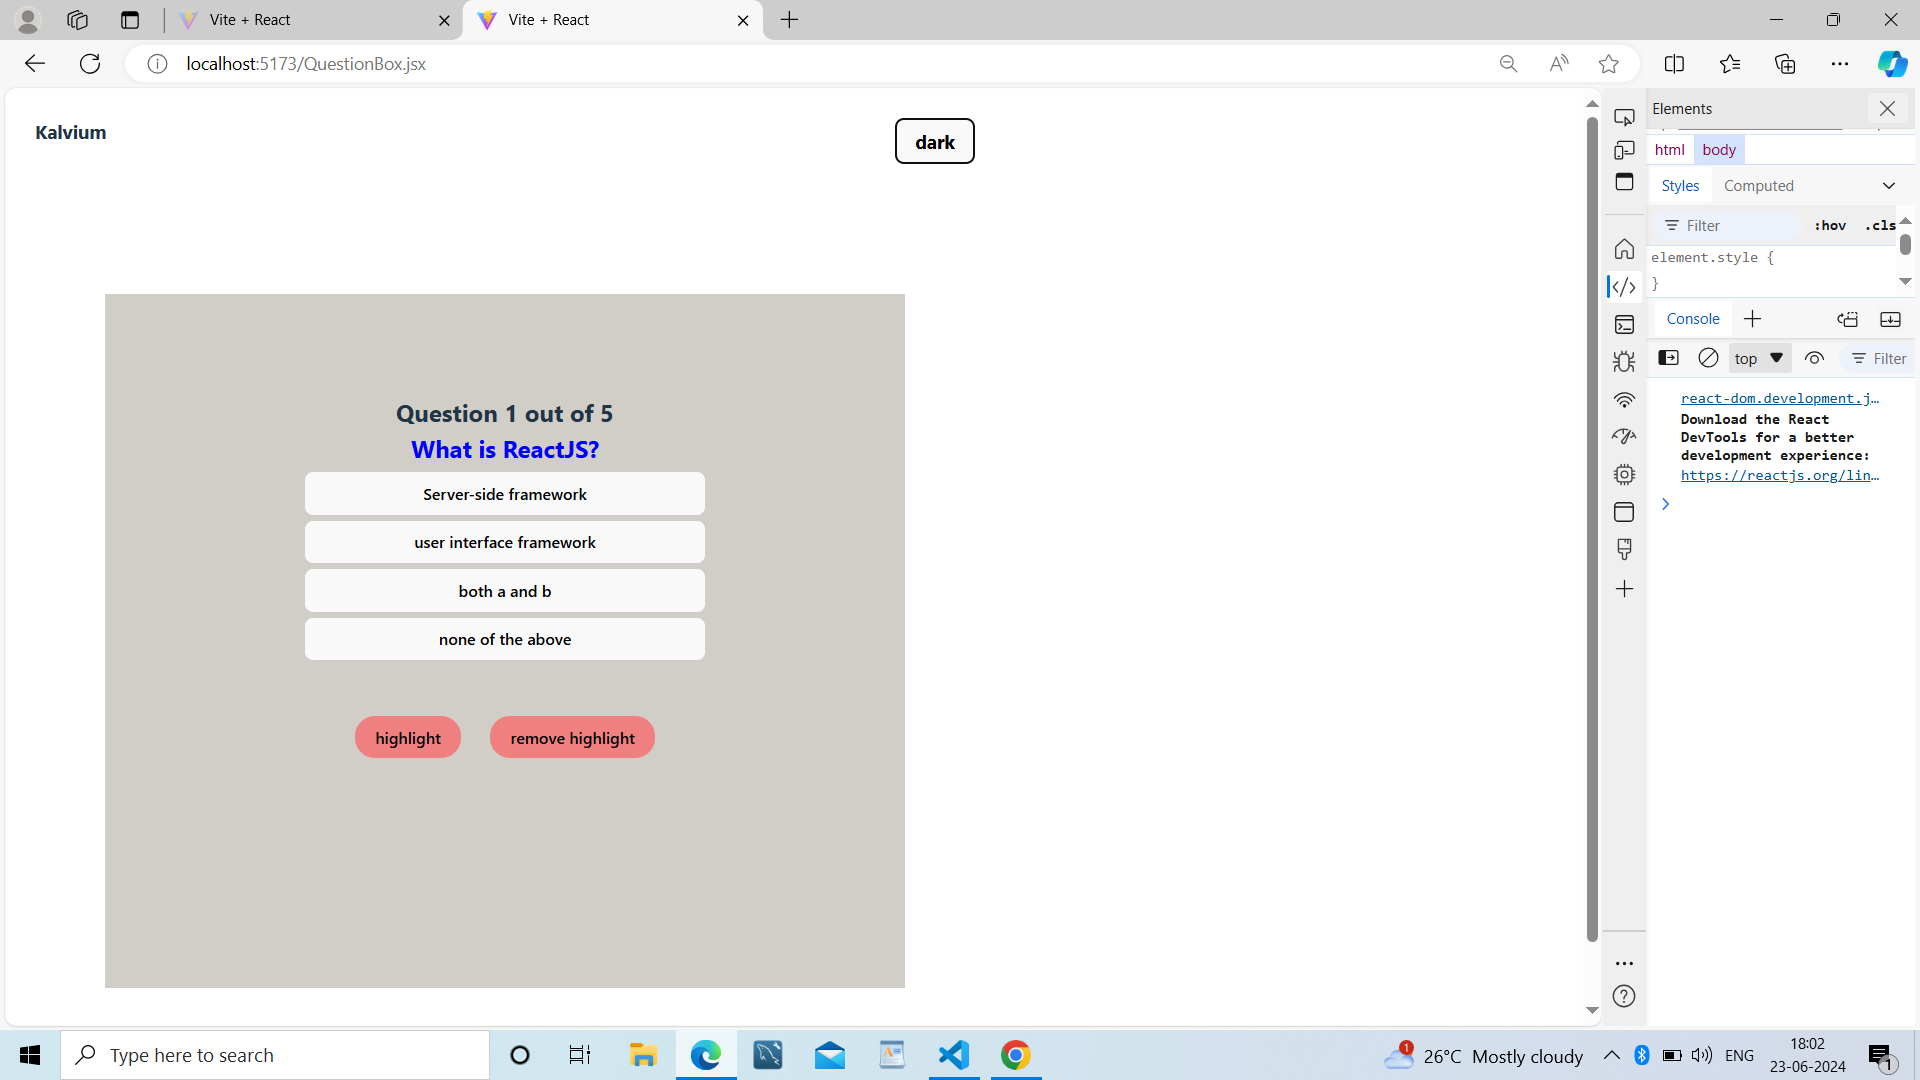 Vite + React
Vite + React
localhost:5173/QuestionBox.jsx
Kalvium
dark
Question 1 out of 5
What is ReactJS?
Server-side framework
user interface framework
both a and b
none of the above
highlight
remove highlight
Elements
html body
Styles Computed
Filter :hov .cls
element.style {
}
Console
top Filter
react-dom.development.j…
Download the React
DevTools for a better
development experience:
https://reactjs.org/lin…
Type here to search
1
26°C Mostly cloudy
ENG
18:02
23-06-2024
1